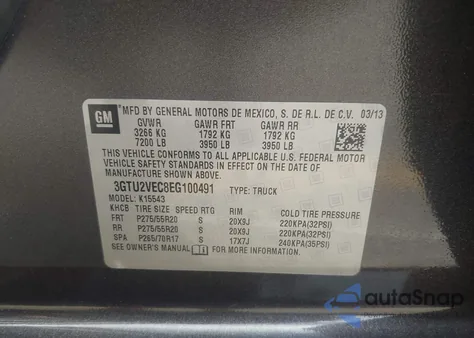 GM
MFD BY GENERAL MOTORS DE MEXICO, S. DE R.L. DE C.V. 03/13
GVWR GAWR FRT GAWR RR
3266 KG 1792 KG 1792 KG
7200 LB 3950 LB 3950 LB
THIS VEHICLE CONFORMS TO ALL APPLICABLE U.S. FEDERAL MOTOR
VEHICLE SAFETY STANDARDS IN EFFECT ON THE DATE OF
MANUFACTURE SHOWN ABOVE.
3GTU2VEC8EG100491 TYPE: TRUCK
MODEL: K15543
KHCB TIRE SIZE SPEED RTG RIM COLD TIRE PRESSURE
FRT P275/55R20 S 20X9J 220KPA(32PSI)
RR P275/55R20 S 20X9J 220KPA(32PSI)
SPA P265/70R17 S 17X7J 240KPA(35PSI)
SEE OWNER'S MANUAL FOR ADDITIONAL INFORMATION
autoSnap